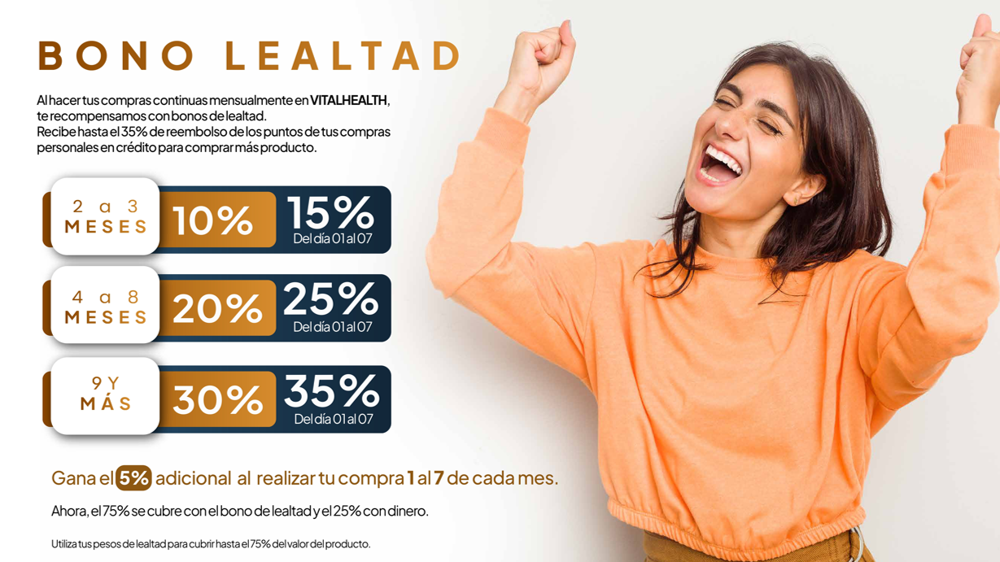 BONO LEALTAD
Al hacer tus compras continuas mensualmente en VITALHEALTH,
te recompensamos con bonos de lealtad.
Recibe hasta el 35% de reembolso de los puntos de tus compras
personales en crédito para comprar más producto.
2 a 3
MESES
10%
15%
Del día 01 al 07
4 a 8
MESES
20%
25%
Del día 01 al 07
9 Y
MÁS
30%
35%
Del día 01 al 07
Gana el 5% adicional al realizar tu compra 1 al 7 de cada mes.
Ahora, el 75% se cubre con el bono de lealtad y el 25% con dinero.
Utiliza tus pesos de lealtad para cubrir hasta el 75% del valor del producto.